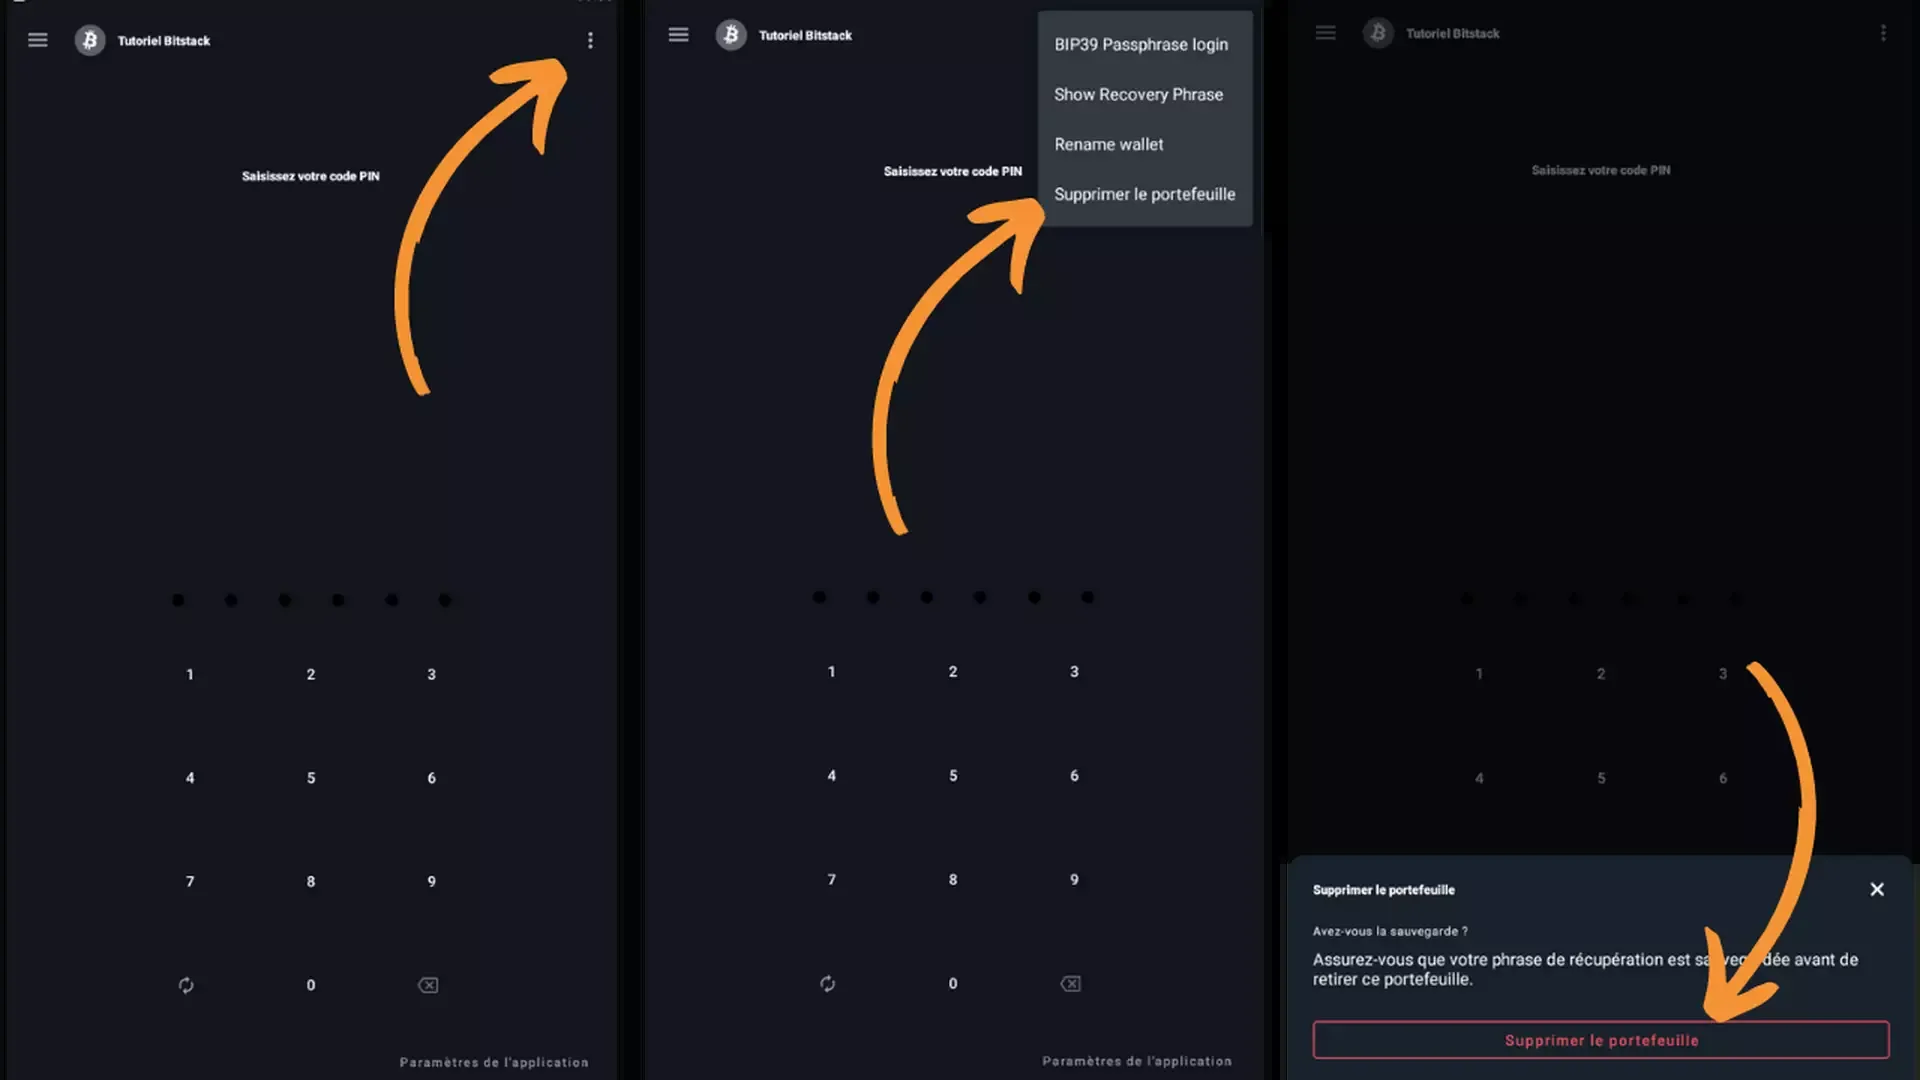 Tutoriel Bitstack
Saisissez votre code PIN
1 2 3
4 5 6
7 8 9
0
Paramètres de l'application
Tutoriel Bitstack
BIP39 Passphrase login
Show Recovery Phrase
Rename wallet
Supprimer le portefeuille
Saisissez votre code PIN
1 2 3
4 5 6
7 8 9
0
Paramètres de l'application
Tutoriel Bitstack
Saisissez votre code PIN
1 2 3
4 5 6
Supprimer le portefeuille
Avez-vous la sauvegarde ?
Assurez-vous que votre phrase de récupération est avant de
retirer ce portefeuille.
Supprimer le portefeuille